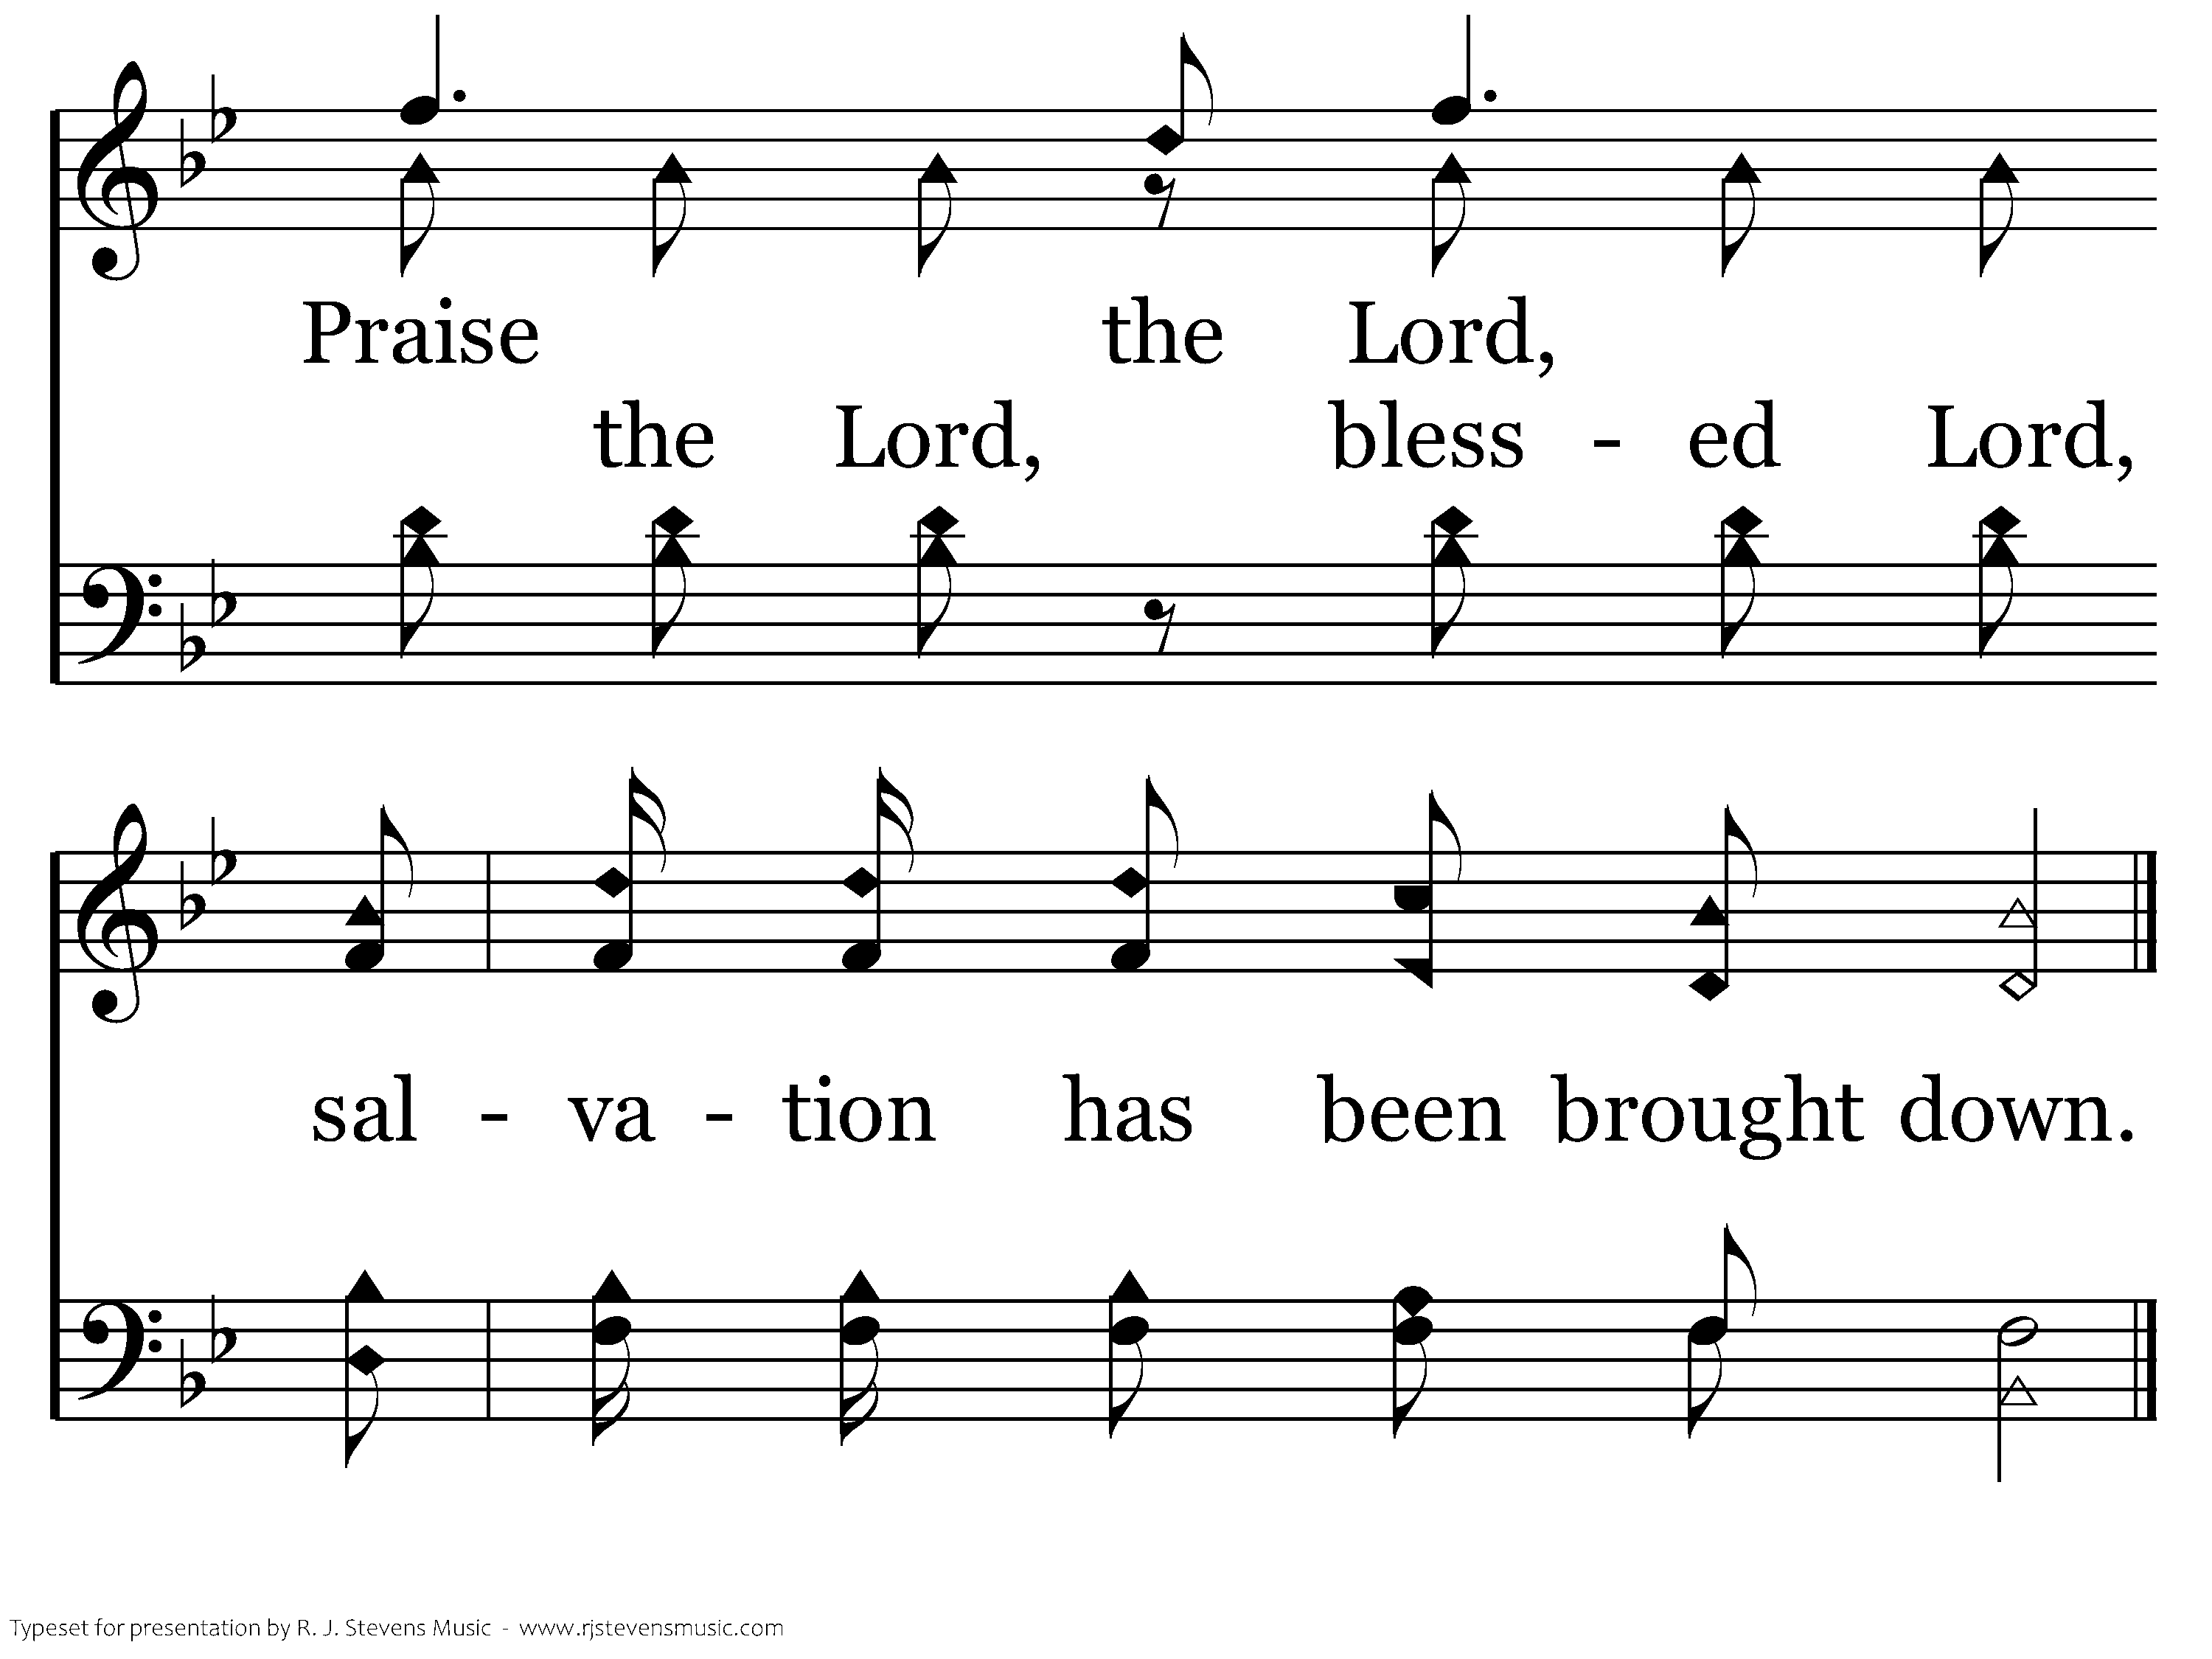 Praise the Lord,
the Lord, bless - ed Lord,
sal - va - tion has been brought down.
Typeset for presentation by R. J. Stevens Music - www.rjstevensmusic.com